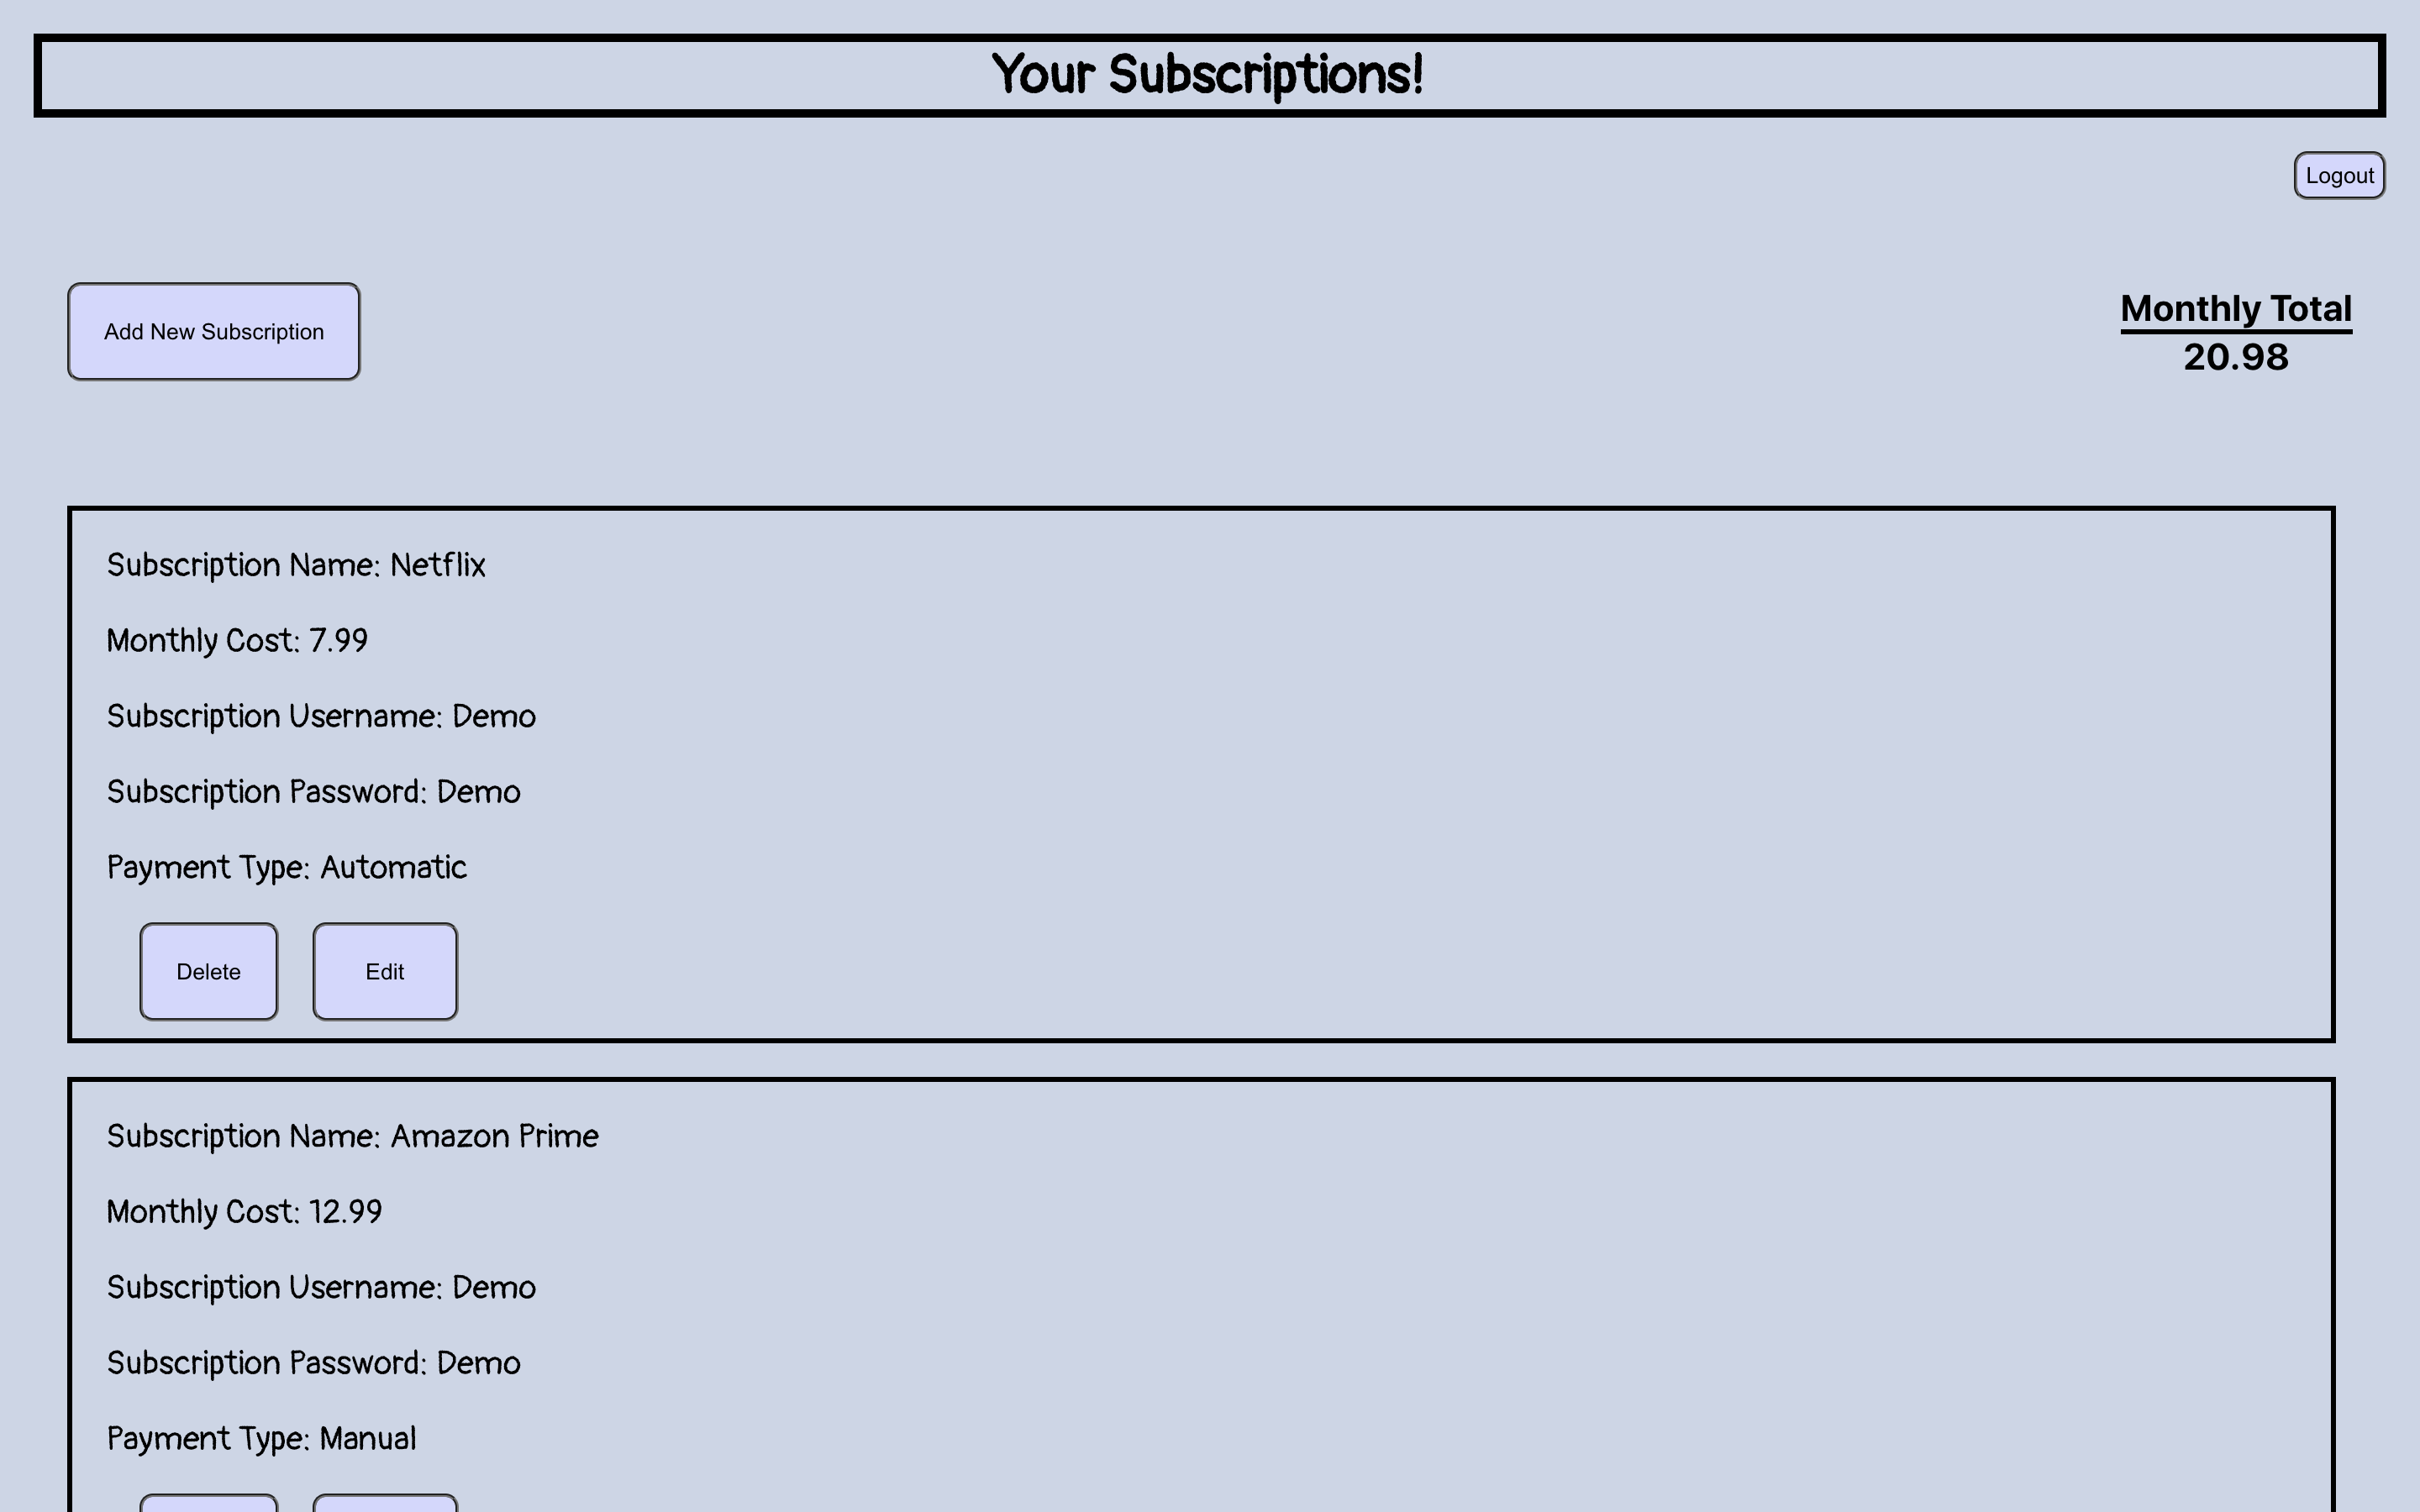 Your Subscriptions!
Logout
Add New Subscription
Monthly Total
20.98
Subscription Name: Netflix
Monthly Cost: 7.99
Subscription Username: Demo
Subscription Password: Demo
Payment Type: Automatic
Delete
Edit
Subscription Name: Amazon Prime
Monthly Cost: 12.99
Subscription Username: Demo
Subscription Password: Demo
Payment Type: Manual